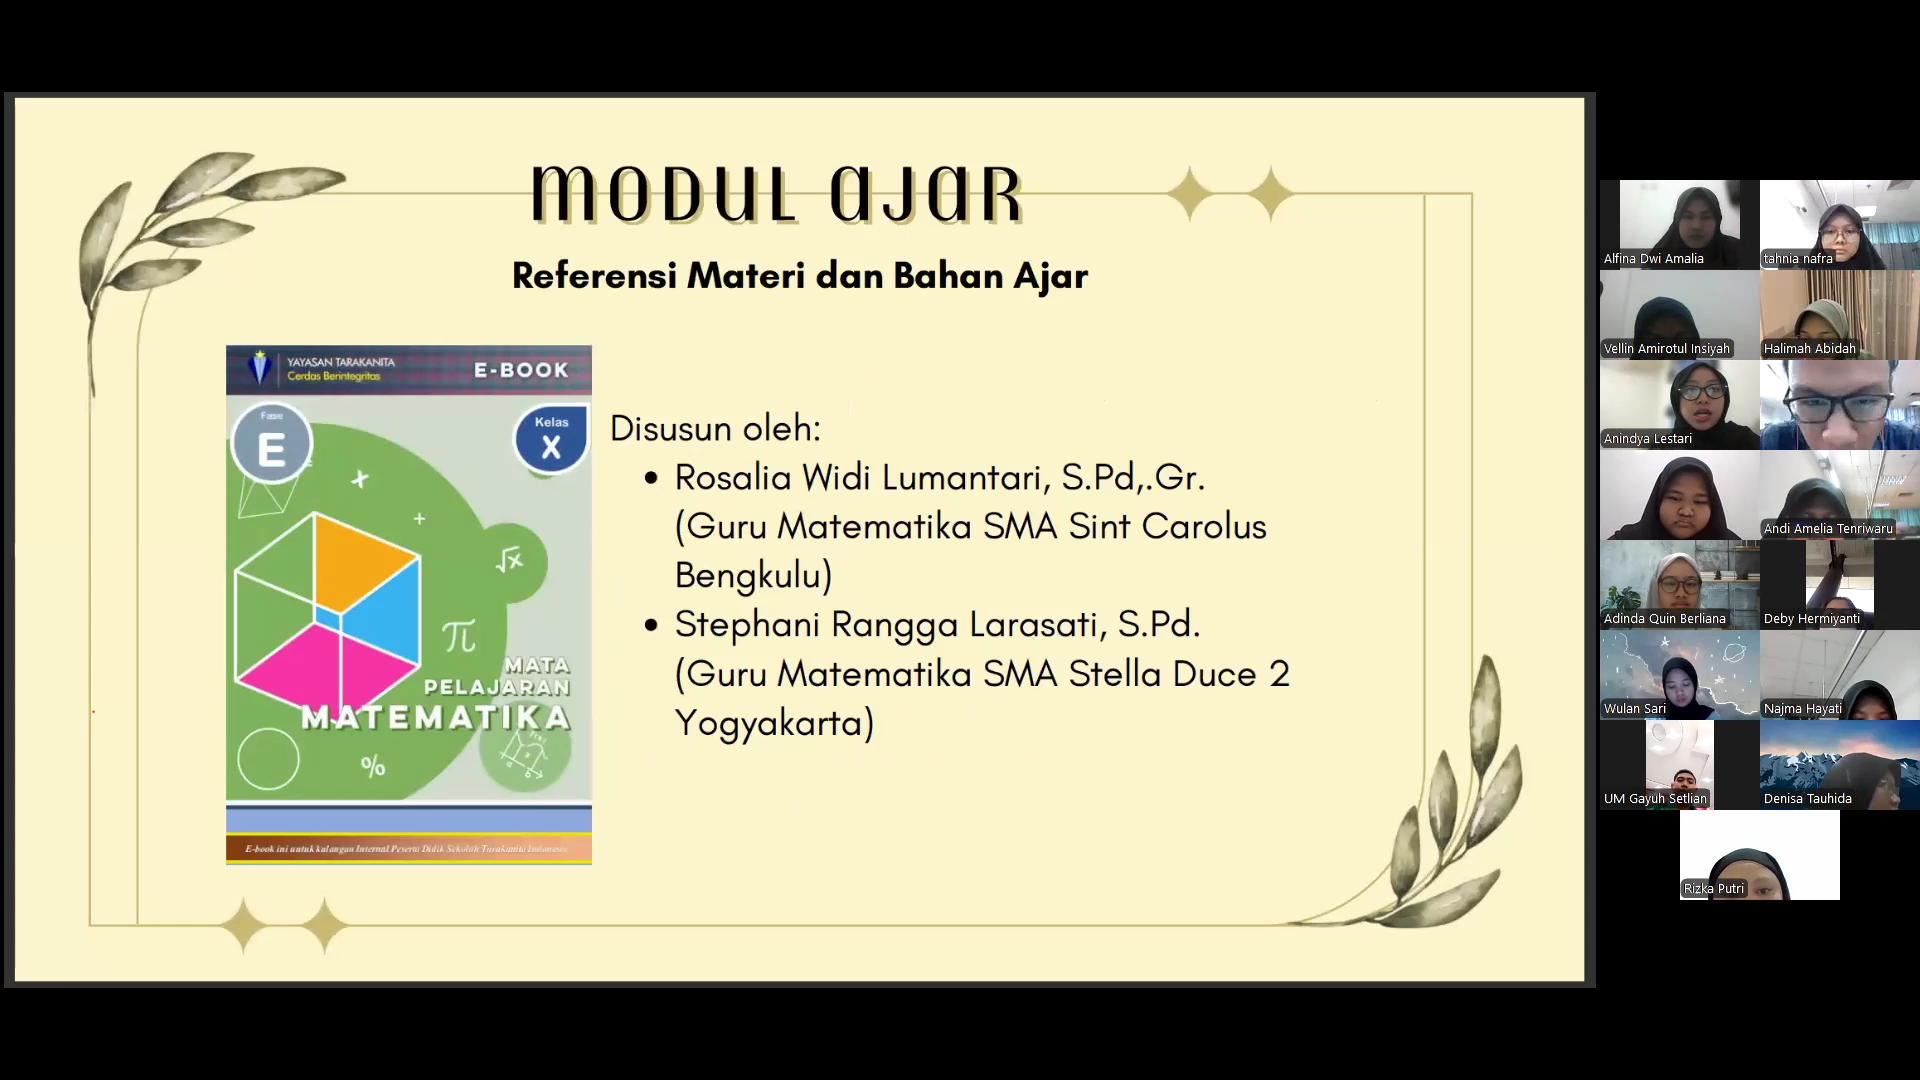 MODUL AJAR
Referensi Materi dan Bahan Ajar
YAYASAN TARAKANITA
Cerdas Berintegritas
E-BOOK
Fase
E
Kelas
X
x
+
√x
π
MATA
PELAJARAN
MATEMATIKA
%
E-book ini untuk kalangan Internal Peserta Didik Sekolah Tarakanita Indonesia
Disusun oleh:
• Rosalia Widi Lumantari, S.Pd,.Gr.
(Guru Matematika SMA Sint Carolus
Bengkulu)
• Stephani Rangga Larasati, S.Pd.
(Guru Matematika SMA Stella Duce 2
Yogyakarta)
Alfina Dwi Amalia
tahnia nafra
Vellin Amirotul Insiyah
Halimah Abidah
Anindya Lestari
Andi Amelia Tenriwaru
Adinda Quin Berliana
Deby Hermiyanti
Wulan Sari
Najma Hayati
UM Gayuh Setlian
Denisa Tauhida
Rizka Putri